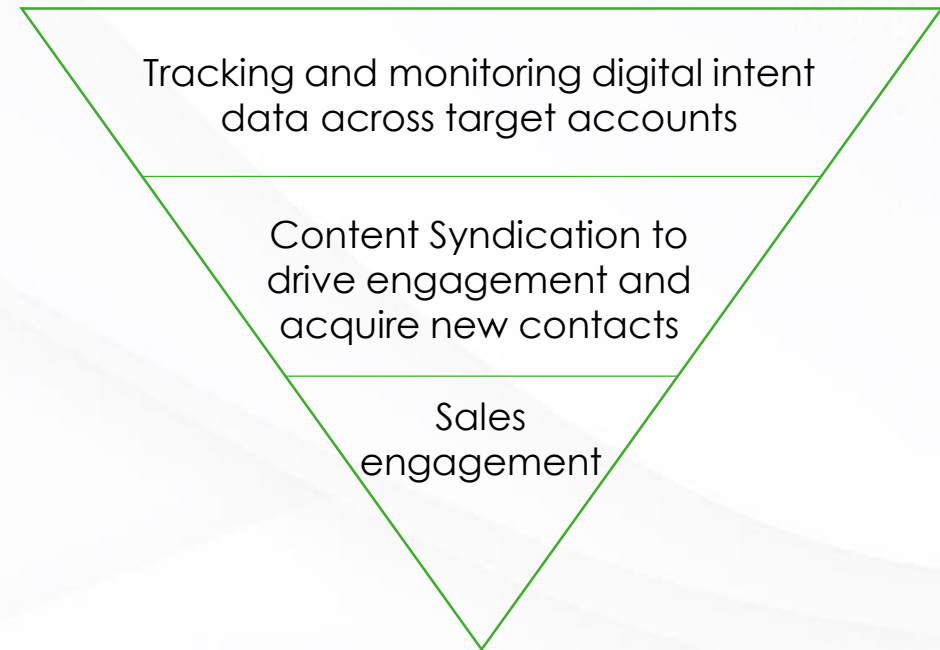 Tracking and monitoring digital intent
data across target accounts
Content Syndication to
drive engagement and
acquire new contacts
Sales
engagement